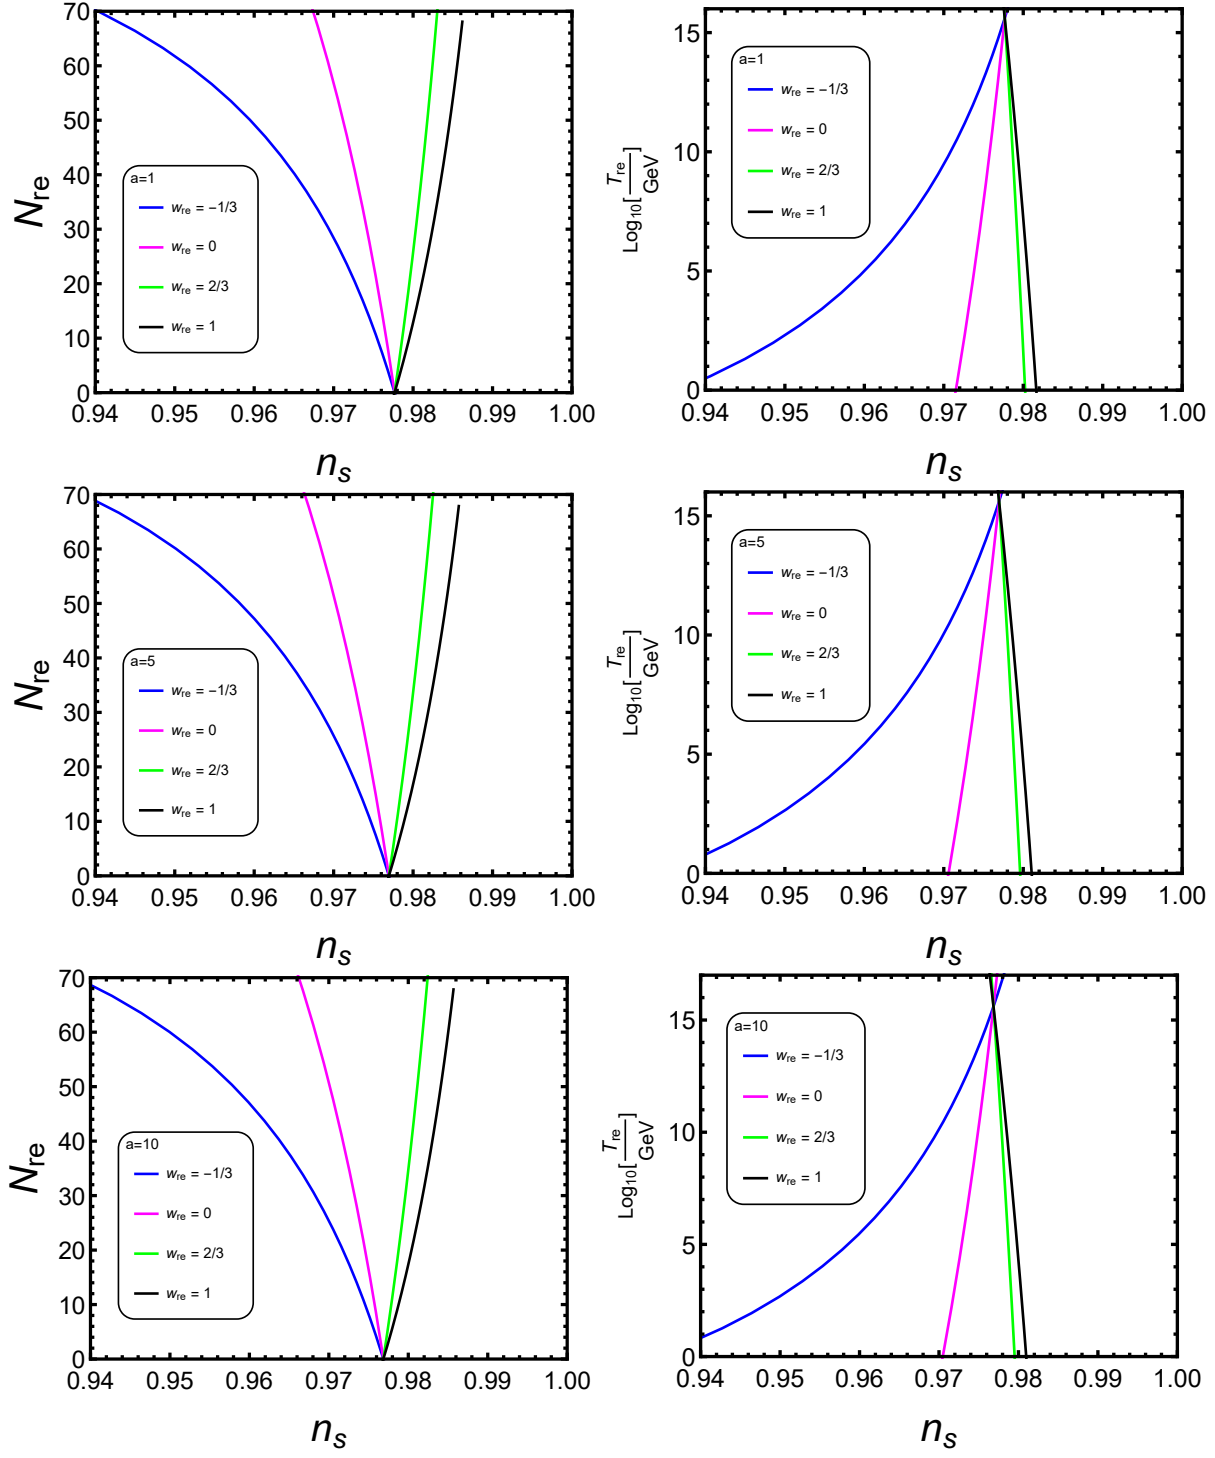 70
60
50
40
30
20
10
0
N_re
a=1
w_re = −1/3
w_re = 0
w_re = 2/3
w_re = 1
0.94 0.95 0.96 0.97 0.98 0.99 1.00
n_s
15
10
5
0
Log₁₀[T_re/GeV]
a=1
w_re = −1/3
w_re = 0
w_re = 2/3
w_re = 1
0.94 0.95 0.96 0.97 0.98 0.99 1.00
n_s
70
60
50
40
30
20
10
0
N_re
a=5
w_re = −1/3
w_re = 0
w_re = 2/3
w_re = 1
0.94 0.95 0.96 0.97 0.98 0.99 1.00
n_s
15
10
5
0
Log₁₀[T_re/GeV]
a=5
w_re = −1/3
w_re = 0
w_re = 2/3
w_re = 1
0.94 0.95 0.96 0.97 0.98 0.99 1.00
n_s
70
60
50
40
30
20
10
0
N_re
a=10
w_re = −1/3
w_re = 0
w_re = 2/3
w_re = 1
0.94 0.95 0.96 0.97 0.98 0.99 1.00
n_s
15
10
5
0
Log₁₀[T_re/GeV]
a=10
w_re = −1/3
w_re = 0
w_re = 2/3
w_re = 1
0.94 0.95 0.96 0.97 0.98 0.99 1.00
n_s